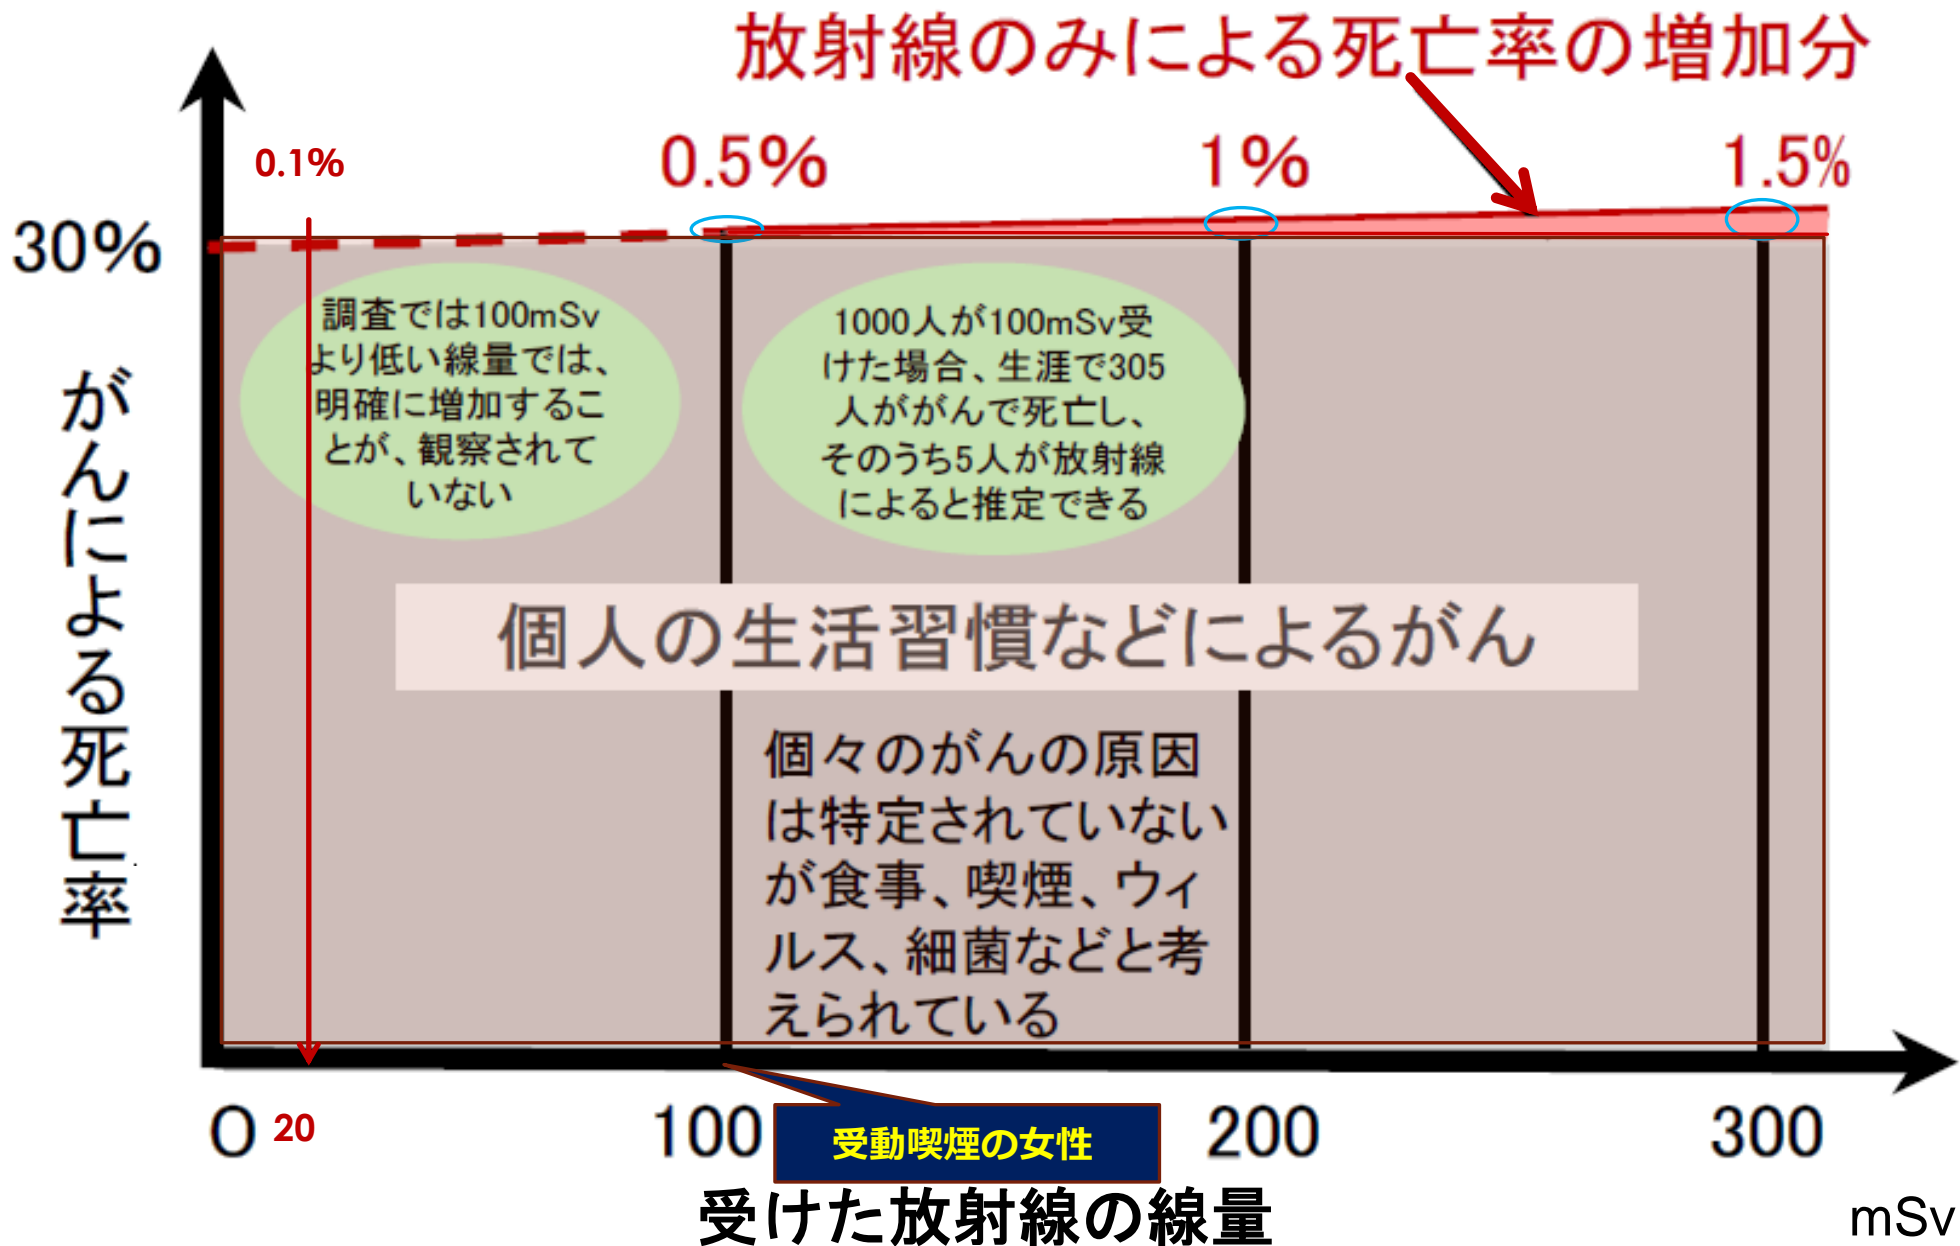 放射線のみによる死亡率の増加分
0.1%
0.5%
1%
1.5%
30%
がんによる死亡率
調査では100mSv
より低い線量では、
明確に増加するこ
とが、観察されて
いない
1000人が100mSv受
けた場合、生涯で305
人ががんで死亡し、
そのうち5人が放射線
によると推定できる
個人の生活習慣などによるがん
個々のがんの原因
は特定されていない
が食事、喫煙、ウィ
ルス、細菌などと考
えられている
0
20
100
200
300
受動喫煙の女性
受けた放射線の線量
mSv